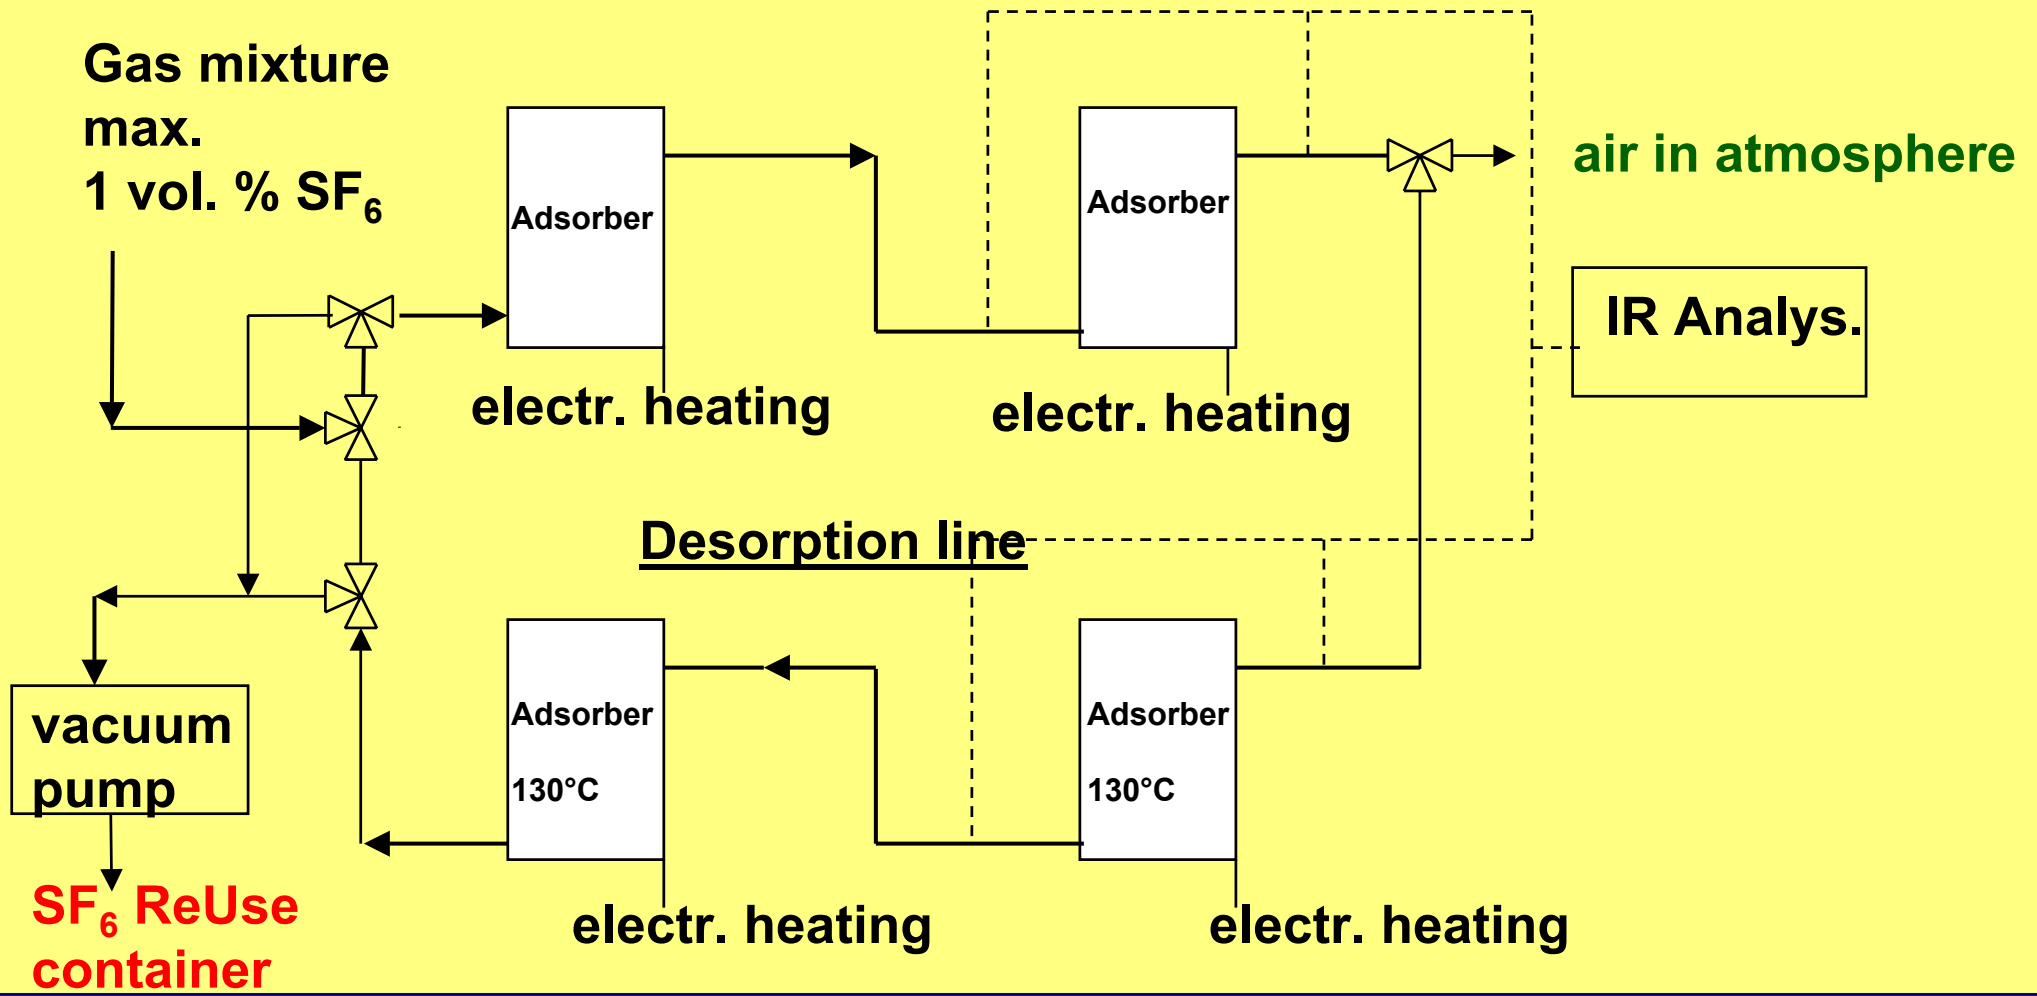 Gas mixture
max.
1 vol. % SF₆
Adsorber
Adsorber
air in atmosphere
IR Analys.
electr. heating
electr. heating
Desorption line
Adsorber
130°C
Adsorber
130°C
vacuum
pump
electr. heating
electr. heating
SF₆ ReUse
container